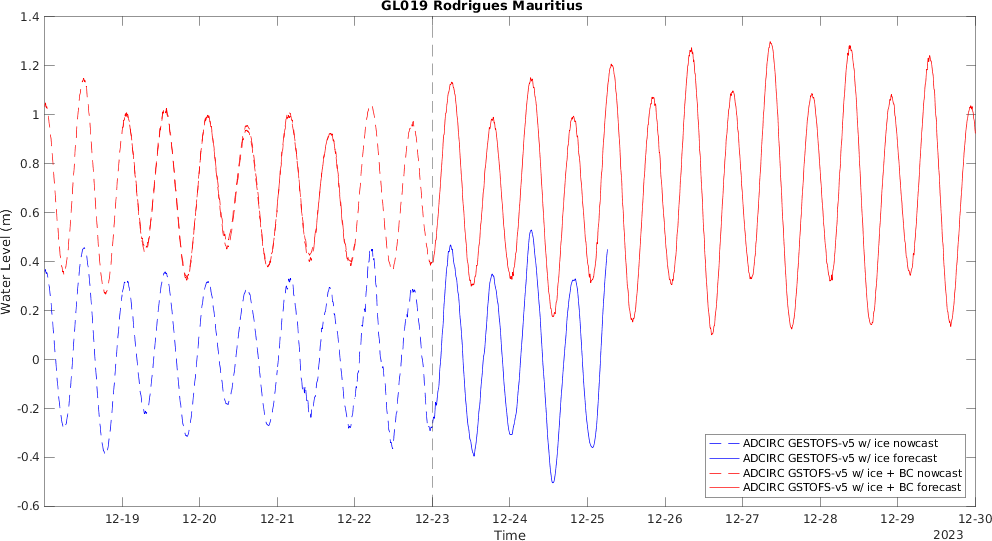 GL019 Rodrigues Mauritius
1.4
1.2
1
0.8
0.6
0.4
0.2
0
-0.2
-0.4
-0.6
Water Level (m)
12-19 12-20 12-21 12-22 12-23 12-24 12-25 12-26 12-27 12-28 12-29 12-30
Time
2023
ADCIRC GESTOFS-v5 w/ ice nowcast
ADCIRC GESTOFS-v5 w/ ice forecast
ADCIRC GSTOFS-v5 w/ ice + BC nowcast
ADCIRC GSTOFS-v5 w/ ice + BC forecast